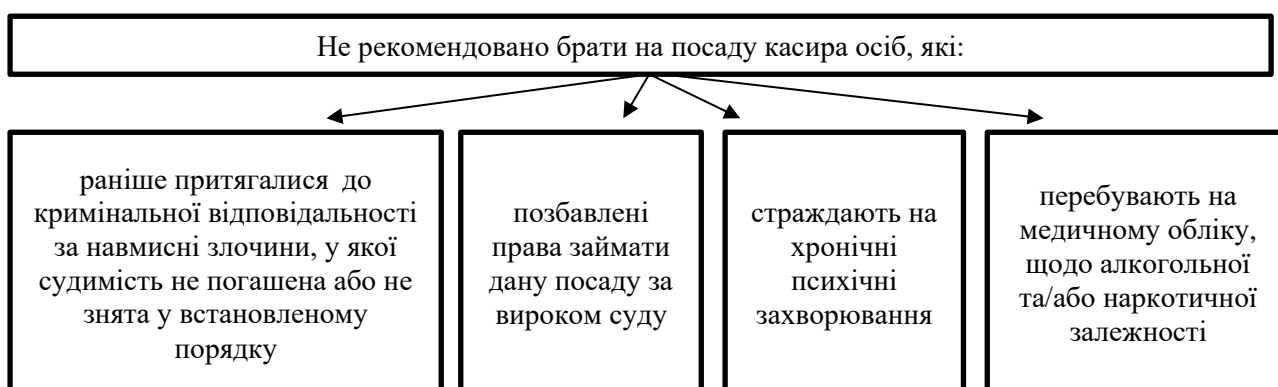 Не рекомендовано брати на посаду касира осіб, які:
раніше притягалися до
кримінальної відповідальності
за навмисні злочини, у якої
судимість не погашена або не
знята у встановленому
порядку
позбавлені
права займати
дану посаду за
вироком суду
страждають на
хронічні
психічні
захворювання
перебувають на
медичному обліку,
щодо алкогольної
та/або наркотичної
залежності